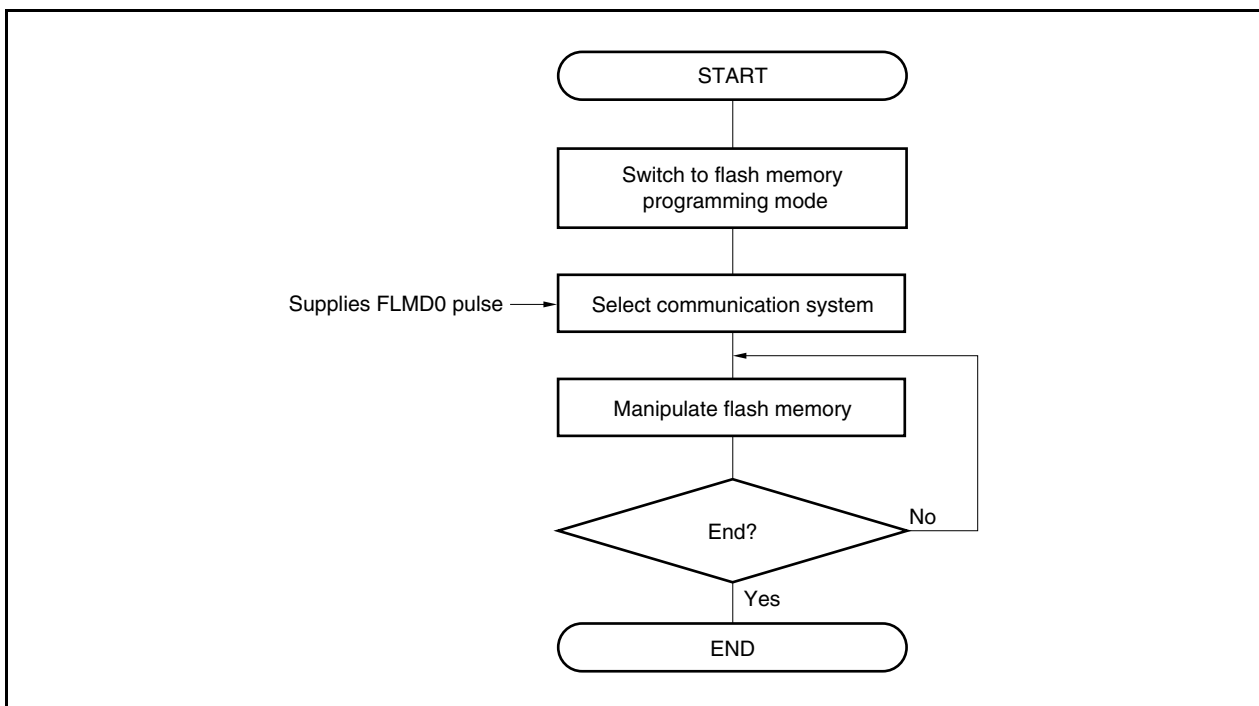 START
Switch to flash memory
programming mode
Supplies FLMD0 pulse
Select communication system
Manipulate flash memory
End?
No
Yes
END